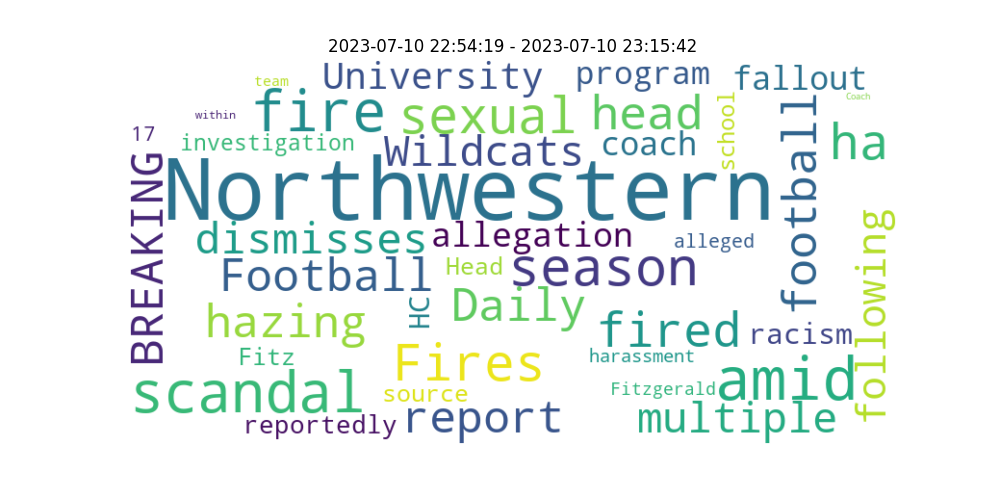 2023-07-10 22:54:19 - 2023-07-10 23:15:42
team
University
program
fallout
within
fire
sexual
head
school
Coach
17
investigation
Wildcats
coach
football
ha
BREAKING
Northwestern
dismisses
allegation
alleged
following
Football
Head
season
hazing
HC
Daily
fired
racism
Fitz
Fires
harassment
scandal
source
Fitzgerald
amid
reportedly
report
multiple